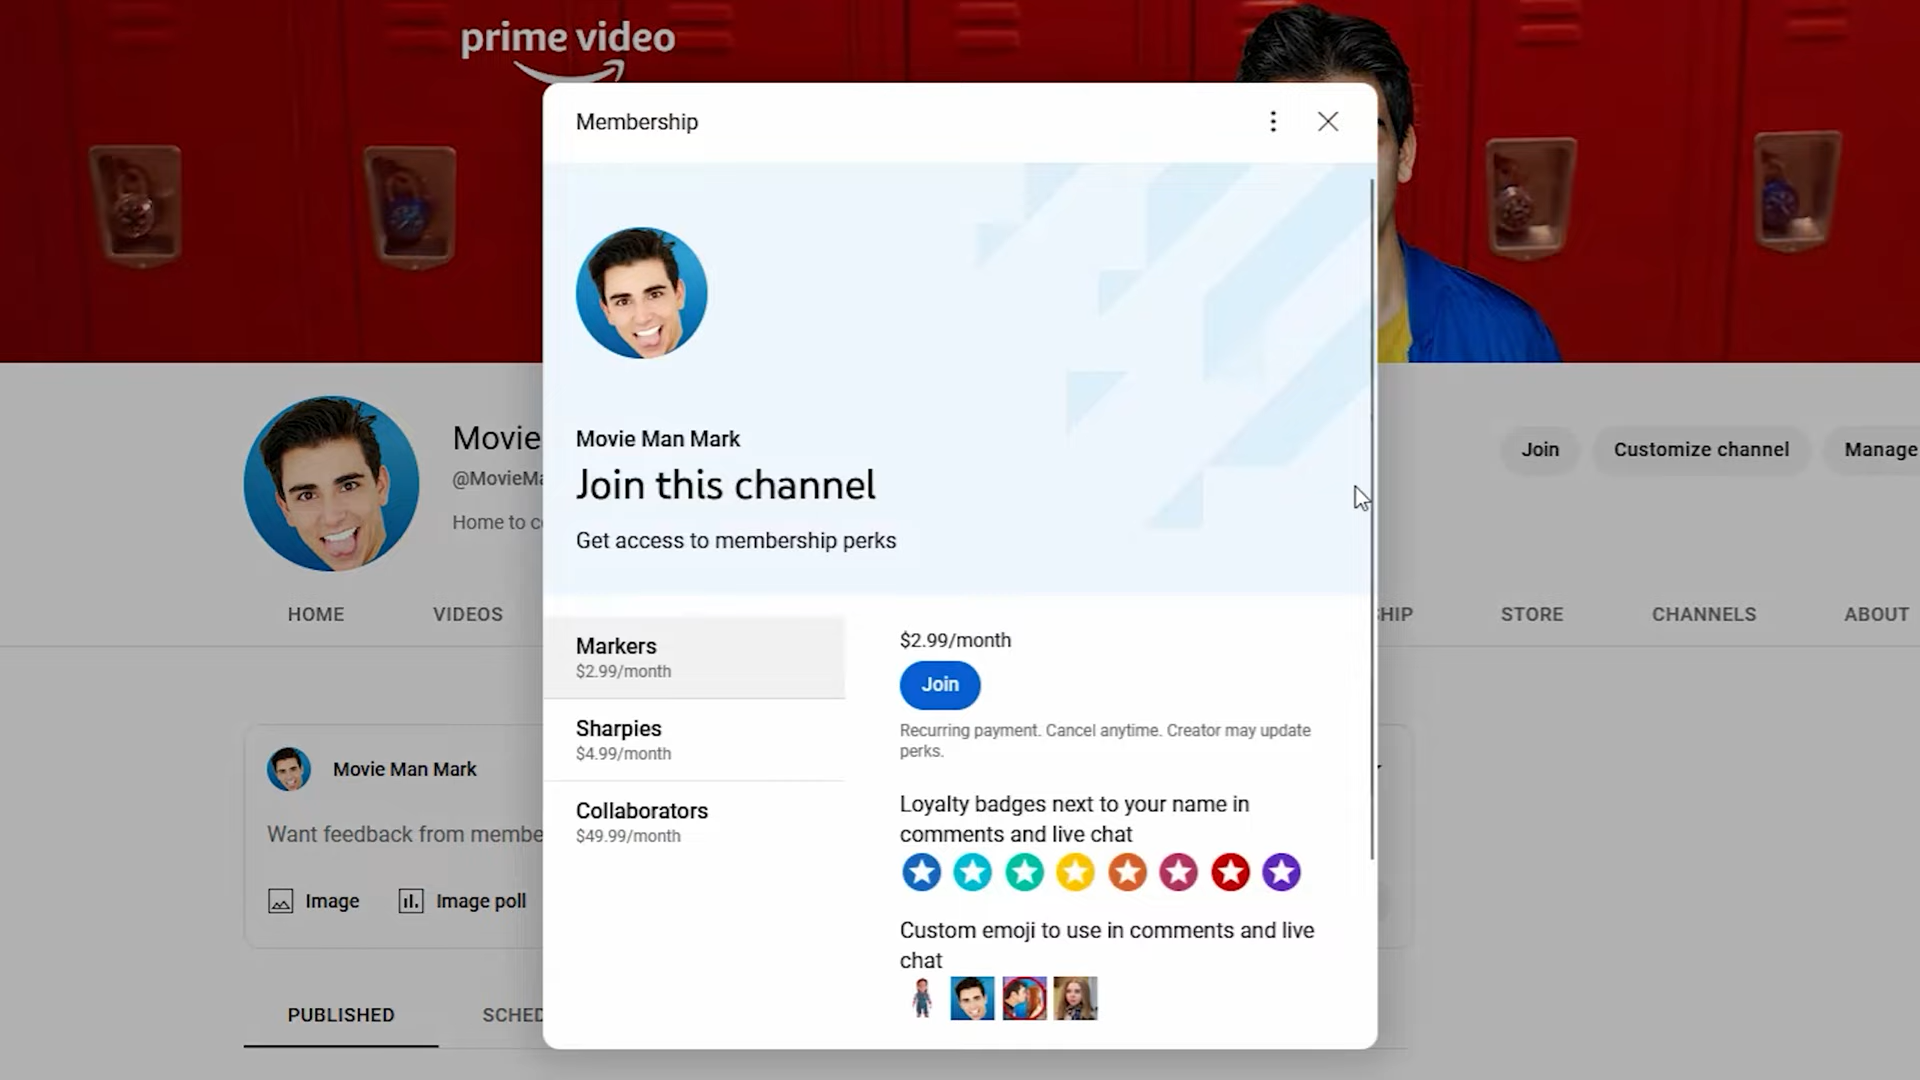 prime video
Membership
Movie Man Mark
Join this channel
Get access to membership perks
Markers
$2.99/month
Sharpies
$4.99/month
Collaborators
$49.99/month
$2.99/month
Join
Recurring payment. Cancel anytime. Creator may update
perks.
Loyalty badges next to your name in
comments and live chat
Custom emoji to use in comments and live
chat
Movie
@MovieMa
Home to c
Join
Customize channel
Manage
HOME
VIDEOS
HIP
STORE
CHANNELS
ABOUT
Movie Man Mark
Want feedback from membe
Image
Image poll
PUBLISHED
SCHED